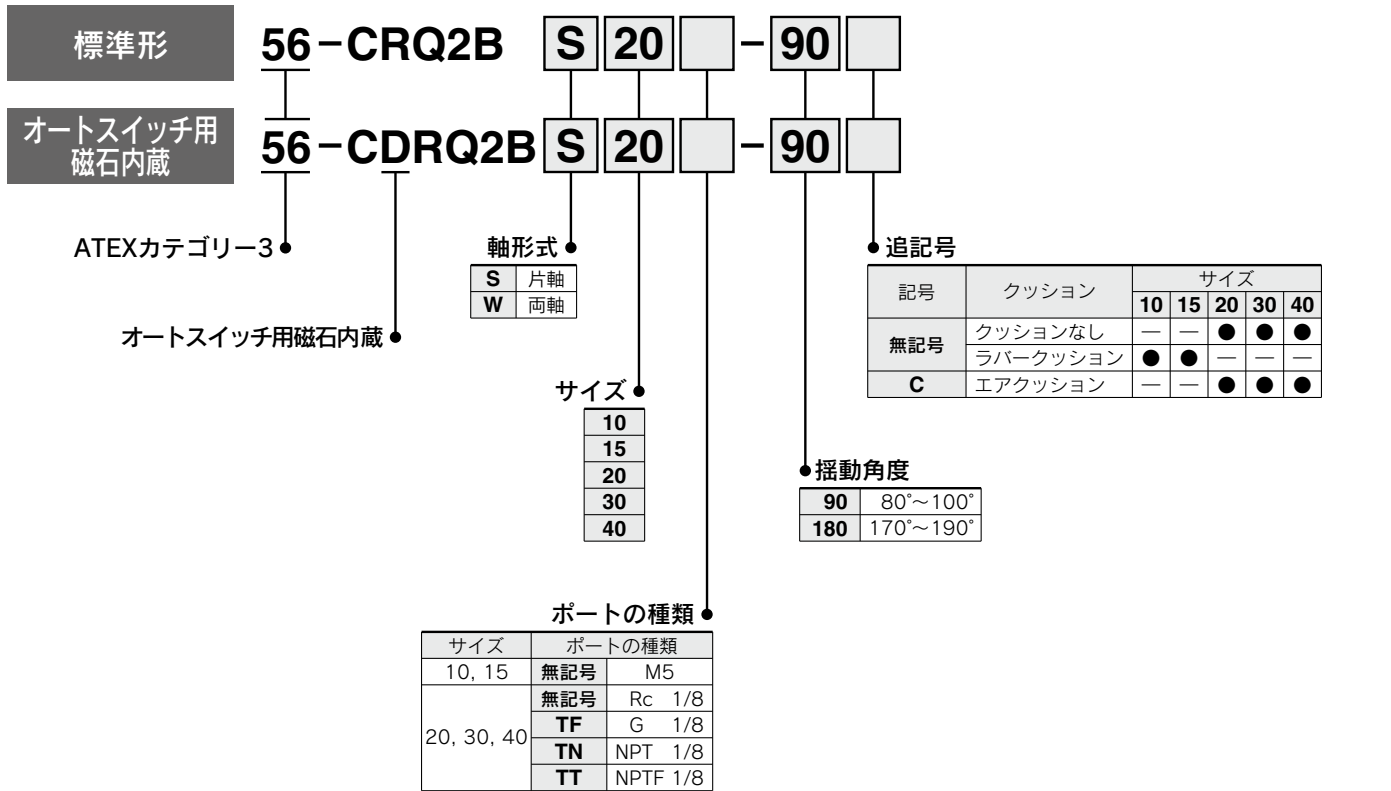 標準形 56-CRQ2B S 20 -90
オートスイッチ用
磁石内蔵 56-CDRQ2B S 20 -90
ATEXカテゴリー3
オートスイッチ用磁石内蔵
軸形式
S 片軸
W 両軸
サイズ
10
15
20
30
40
ポートの種類
サイズ ポートの種類
10, 15 無記号 M5
20, 30, 40 無記号 Rc 1/8
TF G 1/8
TN NPT 1/8
TT NPTF 1/8
揺動角度
90 80°～100°
180 170°～190°
追記号
記号 クッション サイズ
10 15 20 30 40
無記号 クッションなし — — ● ● ●
ラバークッション ● ● — — —
C エアクッション — — ● ● ●